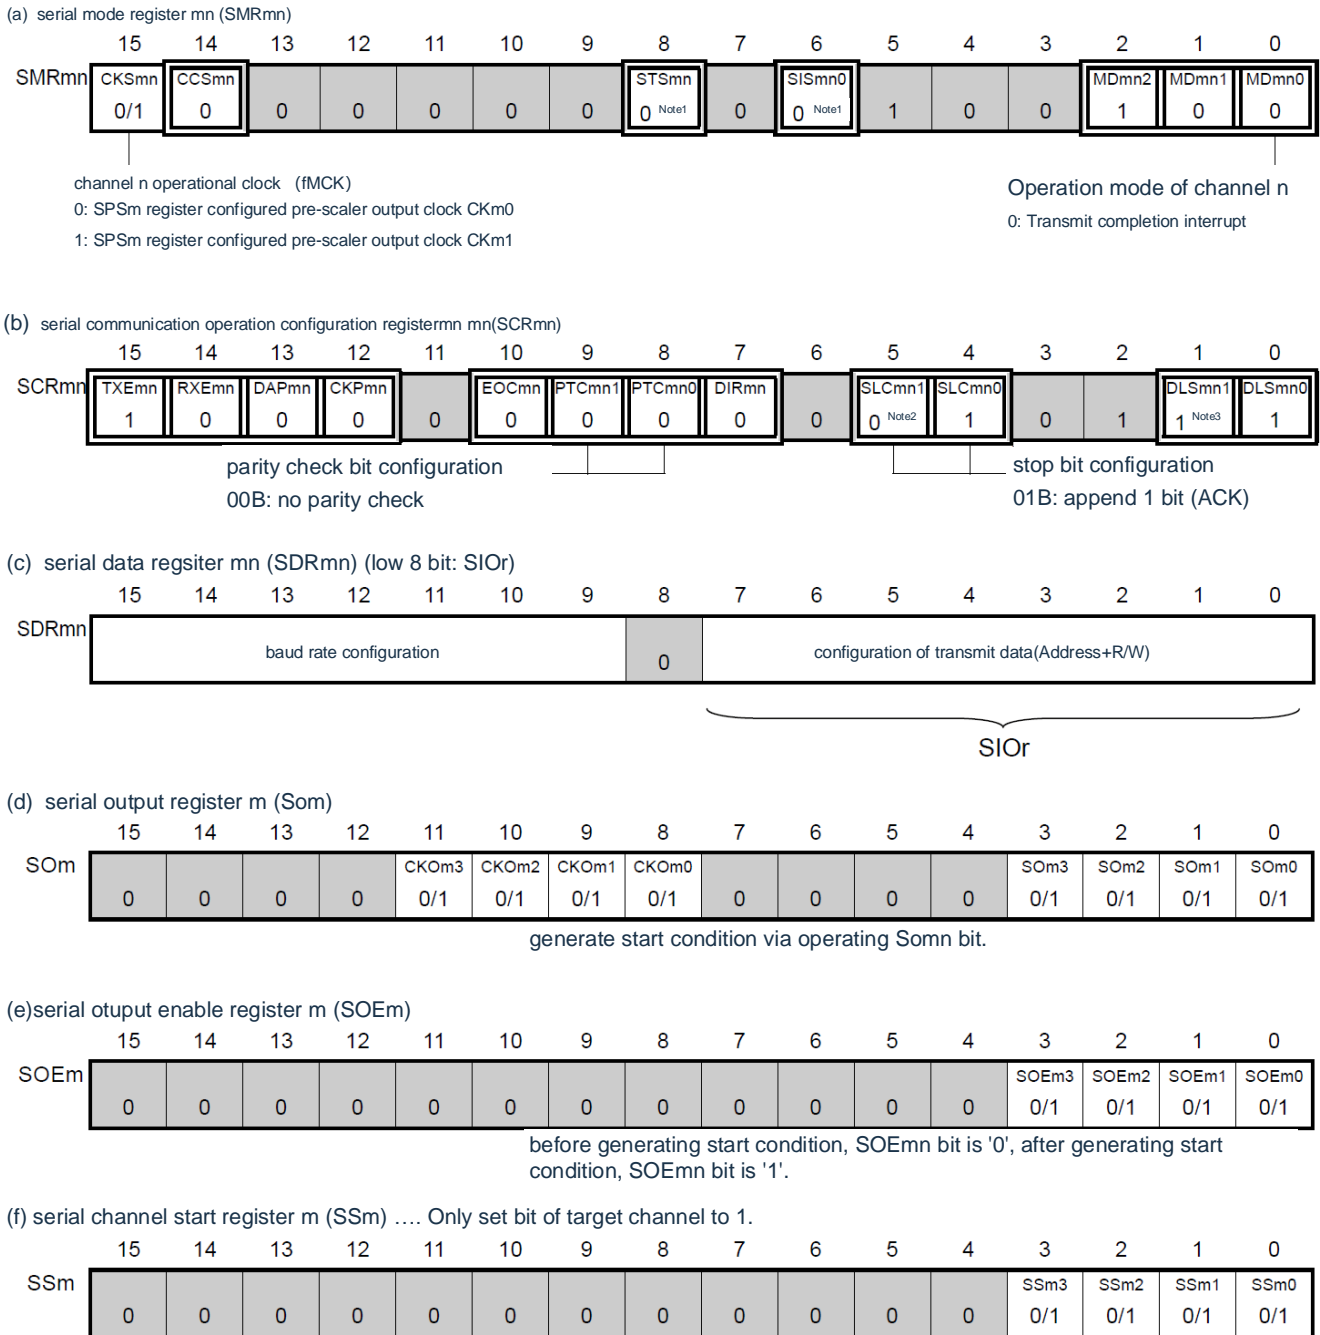 (a) serial mode register mn (SMRmn)
15 14 13 12 11 10 9 8 7 6 5 4 3 2 1 0
SMRmn CKSmn CCSmn STSmn SISmn0 MDmn2 MDmn1 MDmn0
0/1 0 0 0 0 0 0 0 Note1 0 0 Note1 1 0 0 1 0 0
channel n operational clock (fMCK)
0: SPSm register configured pre-scaler output clock CKm0
1: SPSm register configured pre-scaler output clock CKm1
Operation mode of channel n
0: Transmit completion interrupt
(b) serial communication operation configuration registermn mn(SCRmn)
15 14 13 12 11 10 9 8 7 6 5 4 3 2 1 0
SCRmn TXEmn RXEmn DAPmn CKPmn EOCmn PTCmn1 PTCmn0 DIRmn SLCmn1 SLCmn0 DLSmn1 DLSmn0
1 0 0 0 0 0 0 0 0 0 0 Note2 1 0 1 1 Note3 1
parity check bit configuration
00B: no parity check
stop bit configuration
01B: append 1 bit (ACK)
(c) serial data regsiter mn (SDRmn) (low 8 bit: SIOr)
15 14 13 12 11 10 9 8 7 6 5 4 3 2 1 0
SDRmn baud rate configuration 0 configuration of transmit data(Address+R/W)
SIOr
(d) serial output register m (Som)
15 14 13 12 11 10 9 8 7 6 5 4 3 2 1 0
SOm CKOm3 CKOm2 CKOm1 CKOm0 SOm3 SOm2 SOm1 SOm0
0 0 0 0 0/1 0/1 0/1 0/1 0 0 0 0 0/1 0/1 0/1 0/1
generate start condition via operating Somn bit.
(e)serial otuput enable register m (SOEm)
15 14 13 12 11 10 9 8 7 6 5 4 3 2 1 0
SOEm SOEm3 SOEm2 SOEm1 SOEm0
0 0 0 0 0 0 0 0 0 0 0 0 0/1 0/1 0/1 0/1
before generating start condition, SOEmn bit is '0', after generating start
condition, SOEmn bit is '1'.
(f) serial channel start register m (SSm) .... Only set bit of target channel to 1.
15 14 13 12 11 10 9 8 7 6 5 4 3 2 1 0
SSm SSm3 SSm2 SSm1 SSm0
0 0 0 0 0 0 0 0 0 0 0 0 0/1 0/1 0/1 0/1